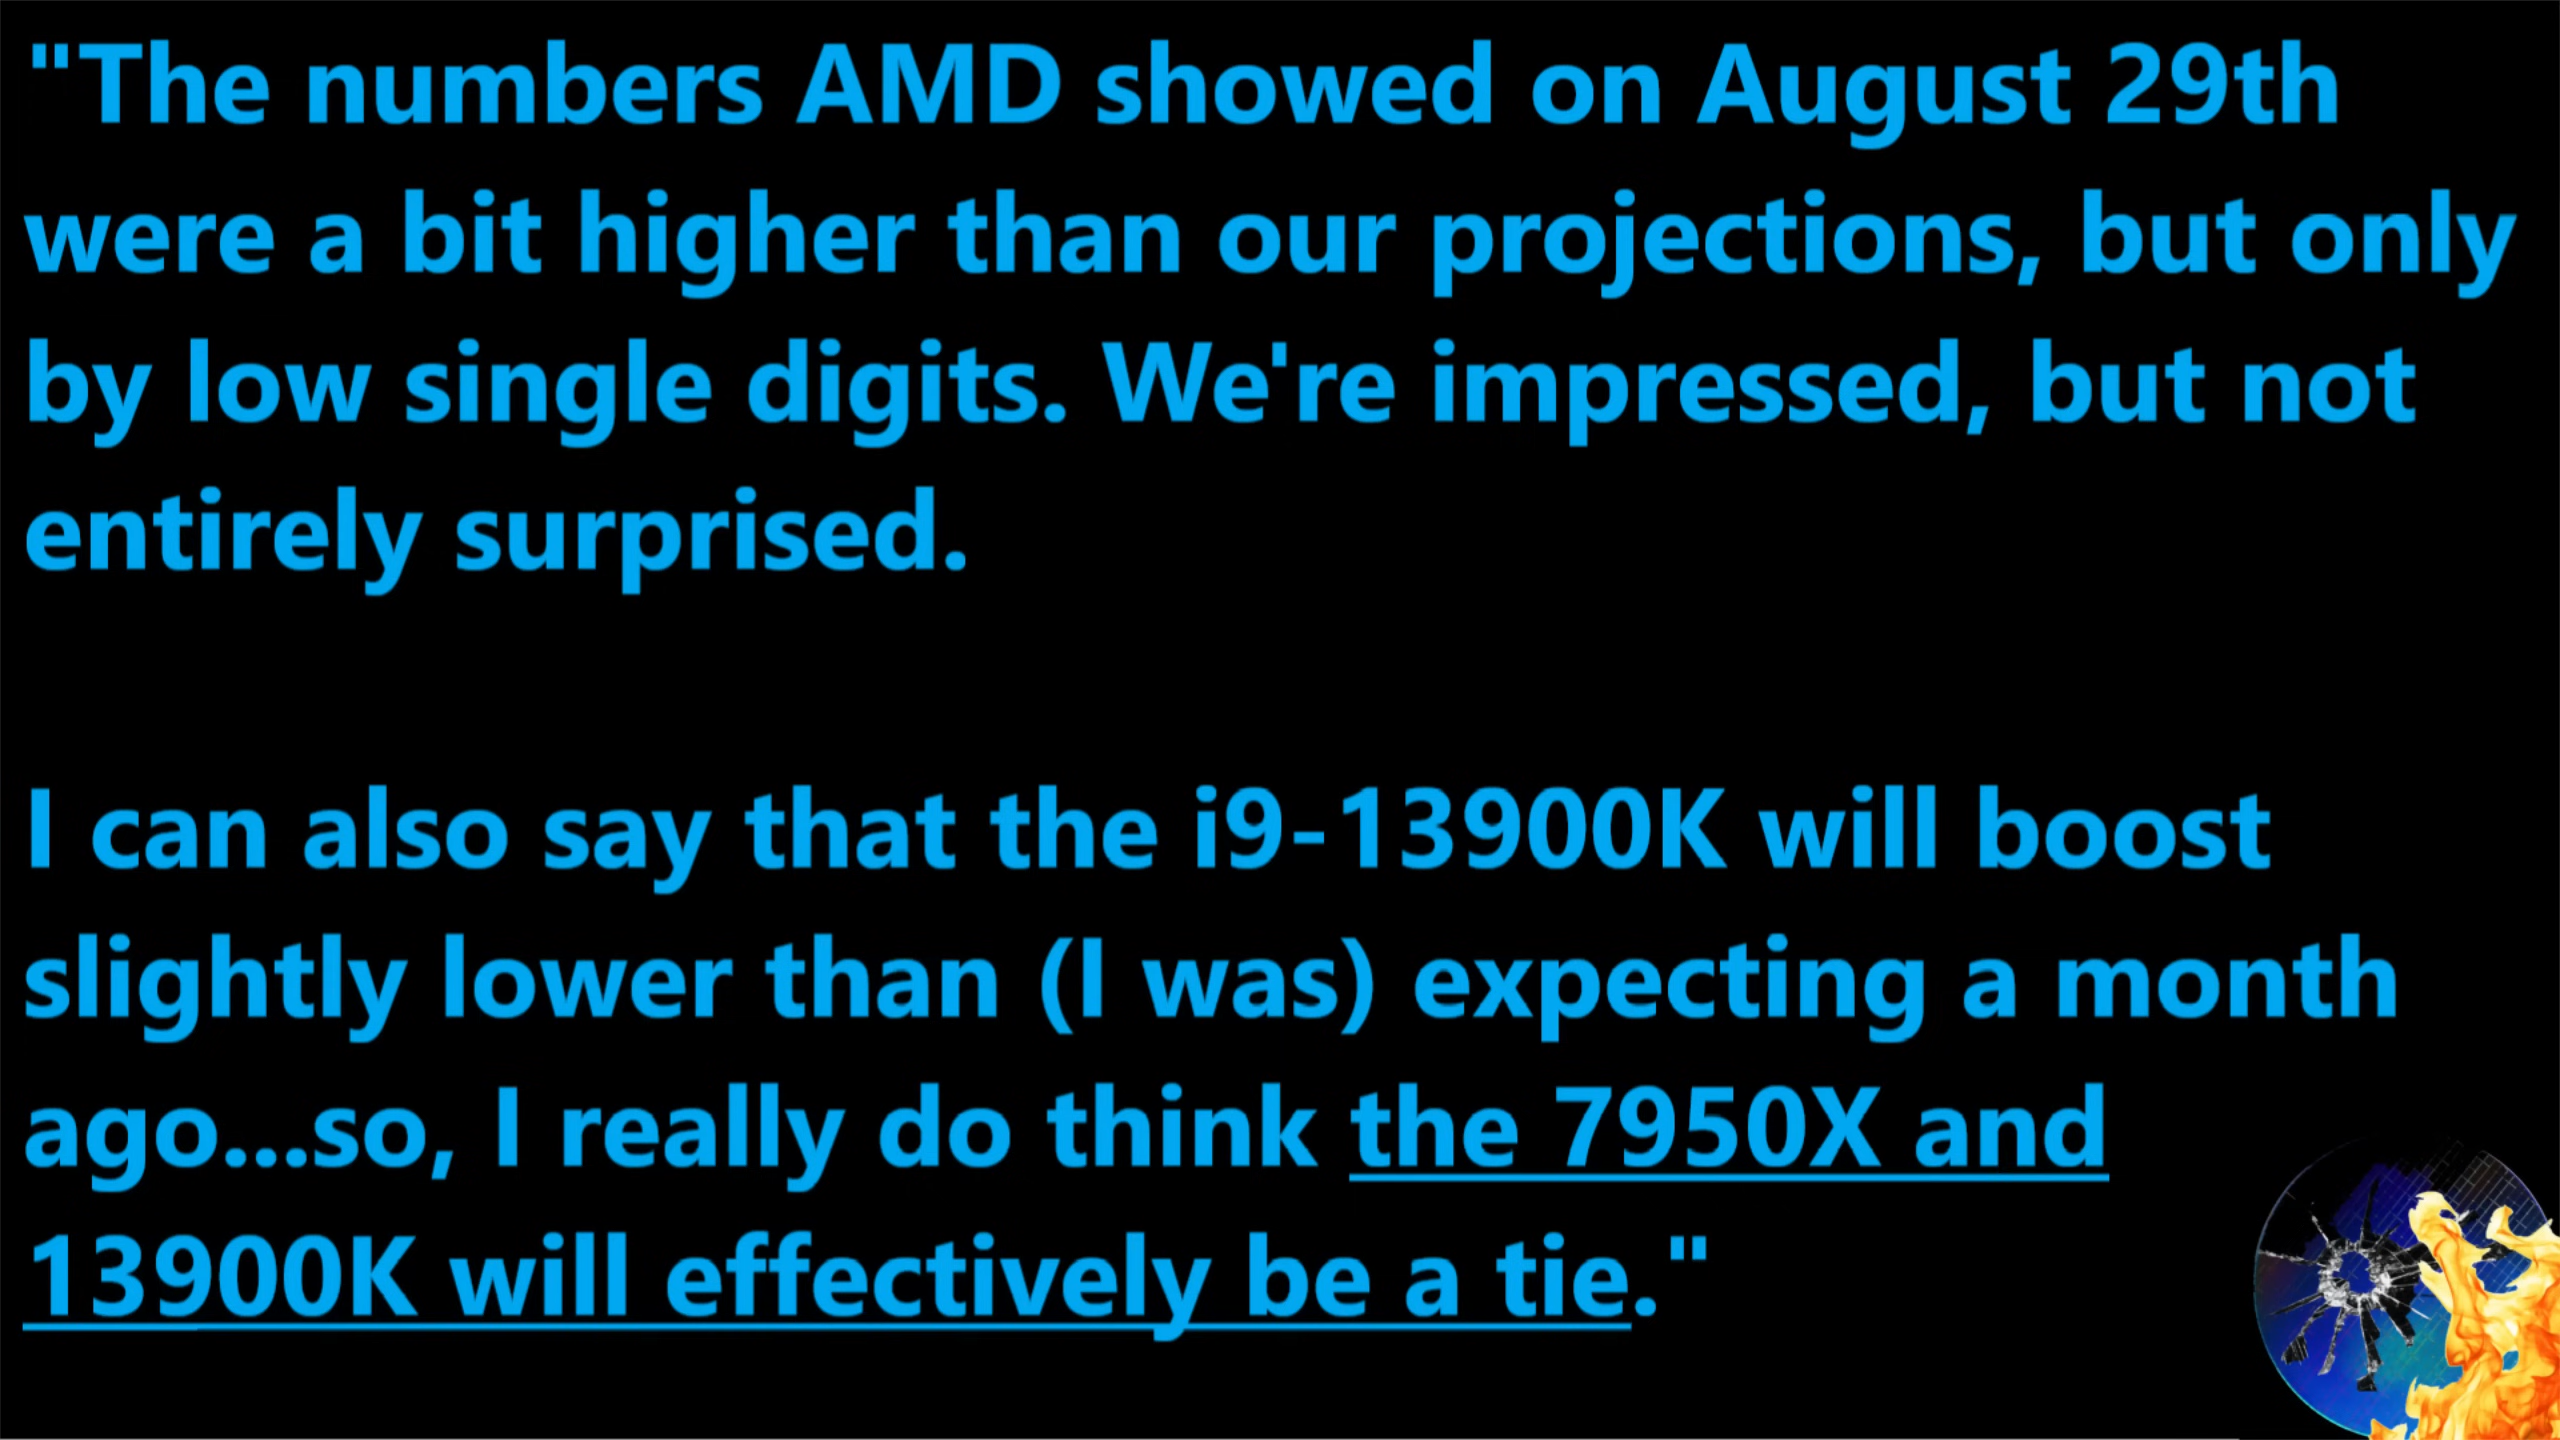 "The numbers AMD showed on August 29th
were a bit higher than our projections, but only
by low single digits. We're impressed, but not
entirely surprised.
I can also say that the i9-13900K will boost
slightly lower than (I was) expecting a month
ago...so, I really do think the 7950X and
13900K will effectively be a tie."